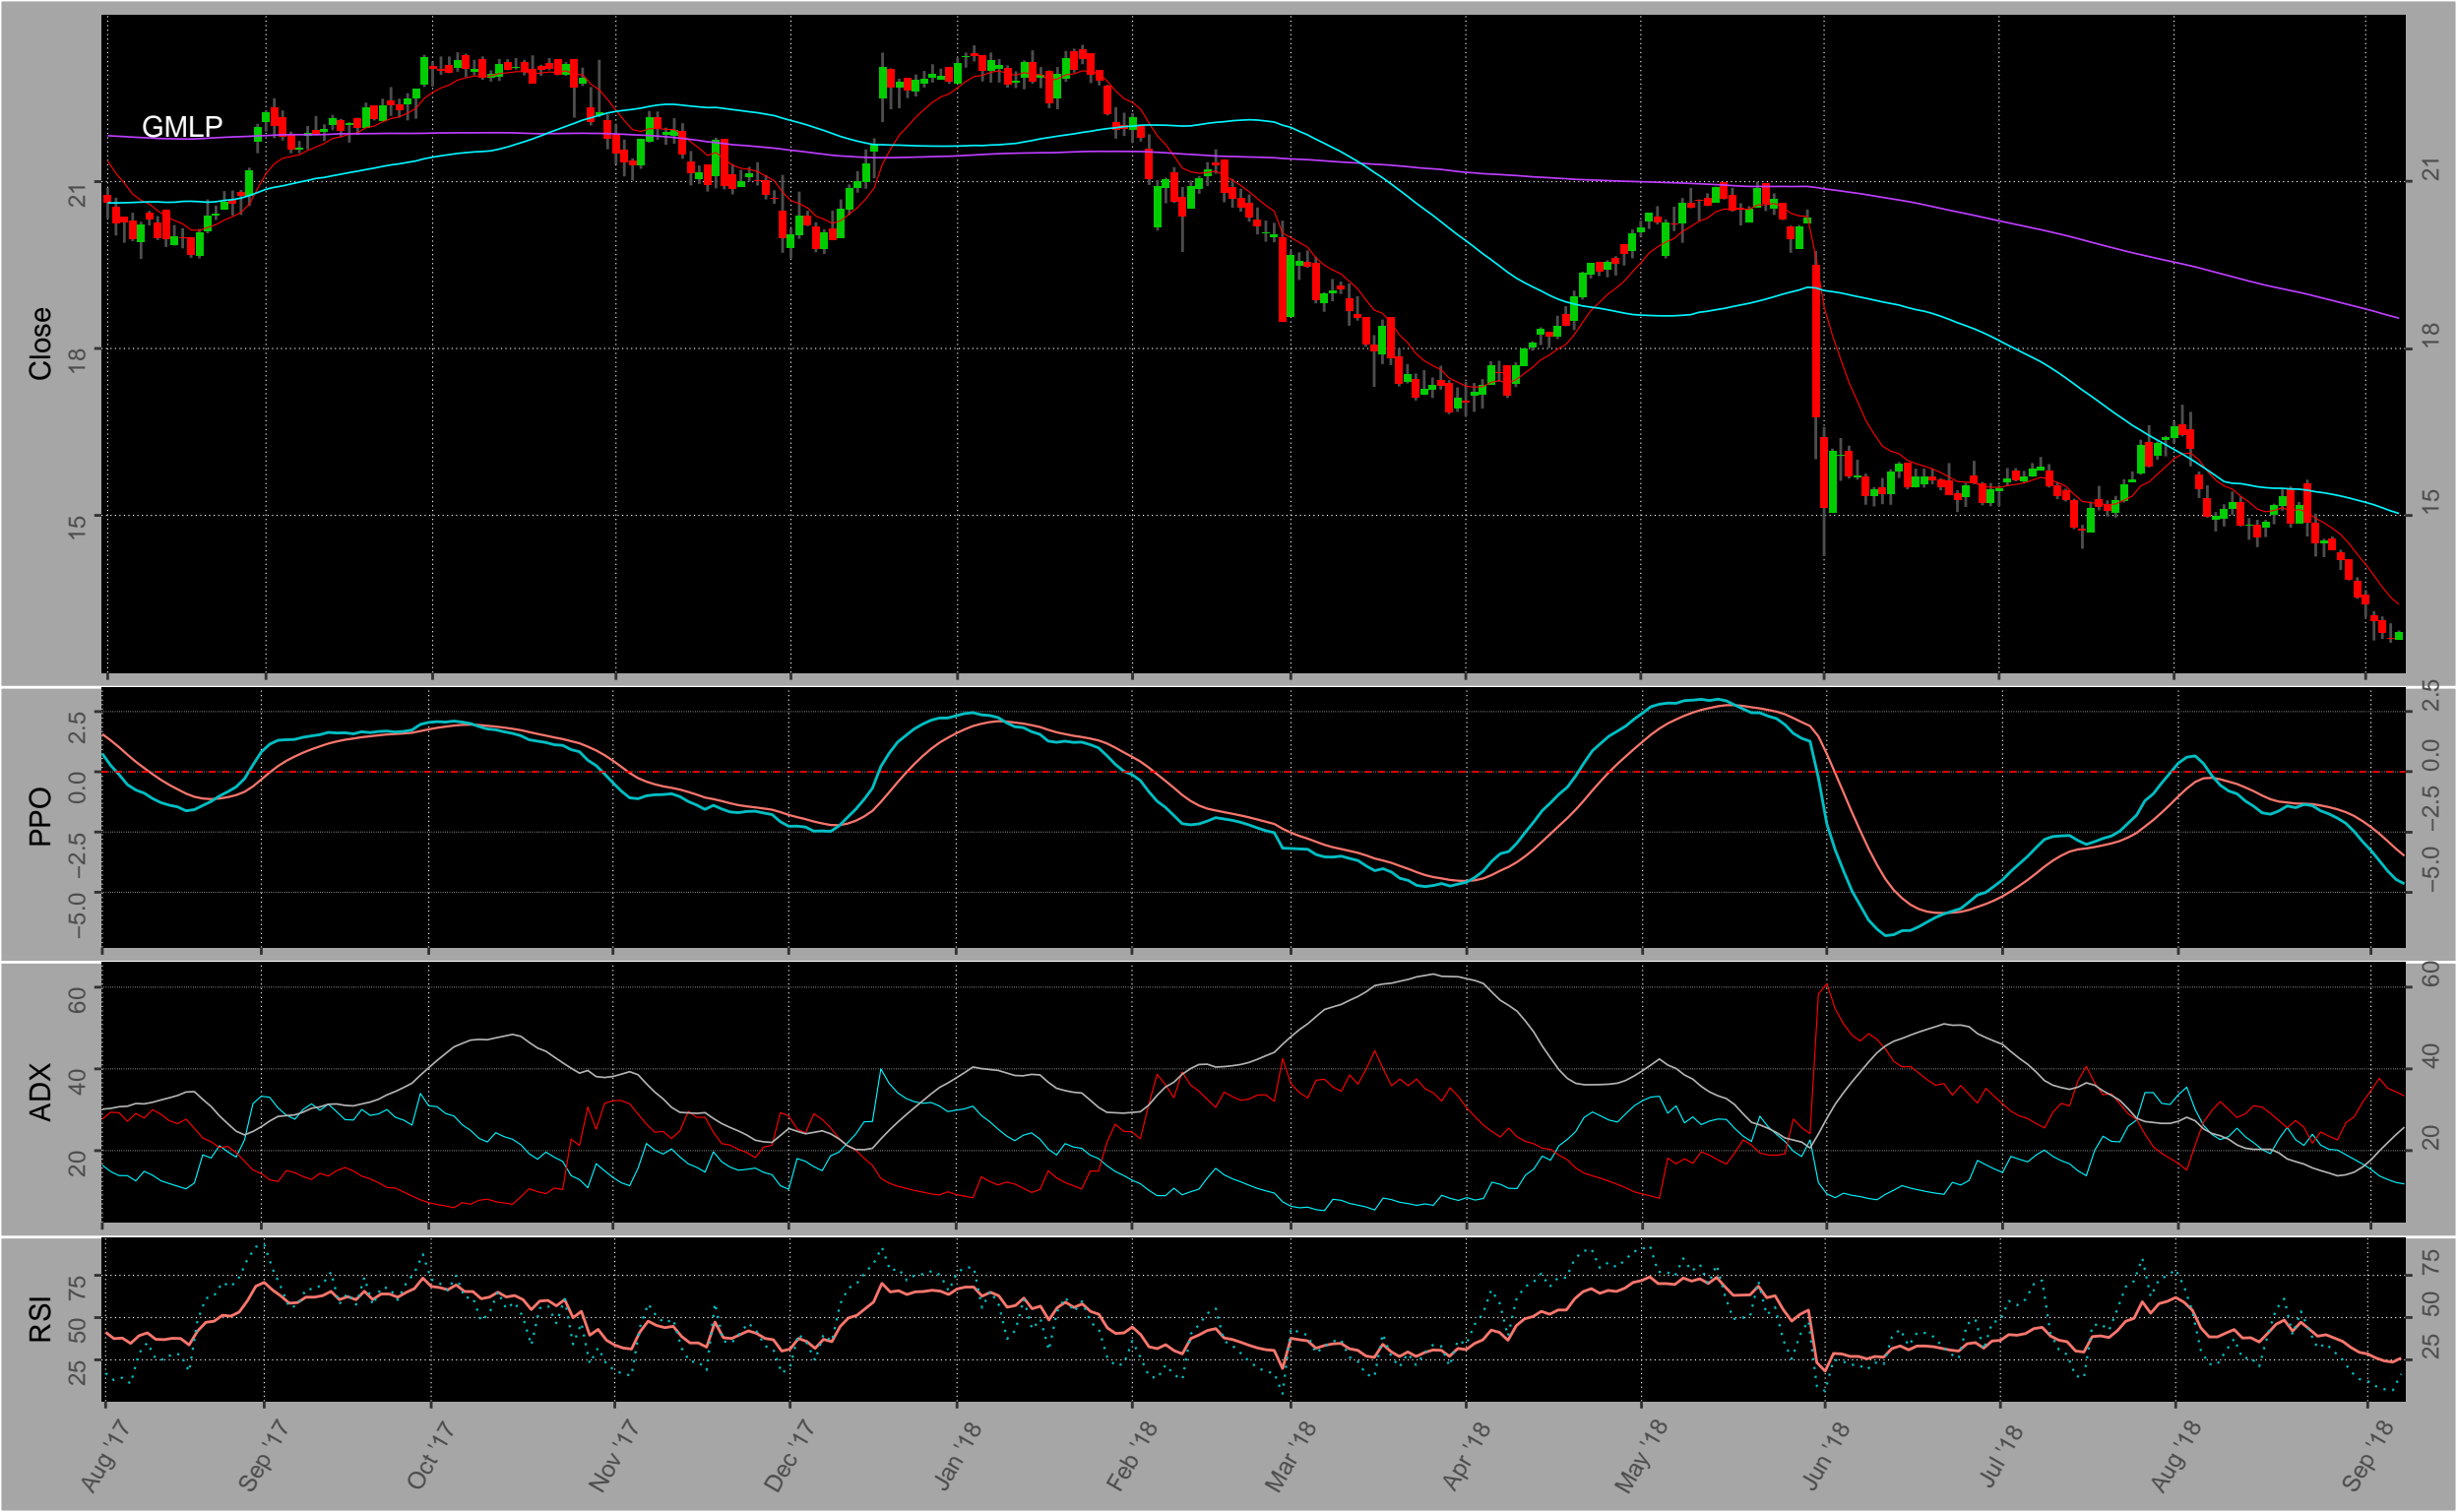 GMLP
Close
21
18
15
21
18
15
PPO
2.5
0.0
−2.5
−5.0
2.5
0.0
−2.5
−5.0
ADX
60
40
20
60
40
20
RSI
75
50
25
75
50
25
Aug '17
Sep '17
Oct '17
Nov '17
Dec '17
Jan '18
Feb '18
Mar '18
Apr '18
May '18
Jun '18
Jul '18
Aug '18
Sep '18